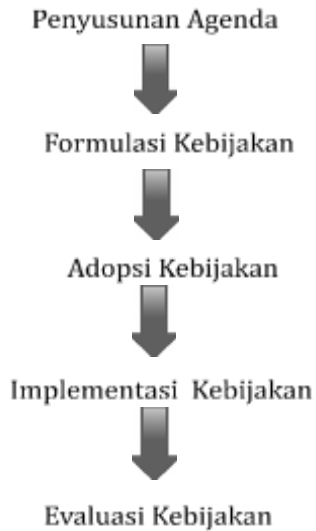 Penyusunan Agenda
Formulasi Kebijakan
Adopsi Kebijakan
Implementasi Kebijakan
Evaluasi Kebijakan